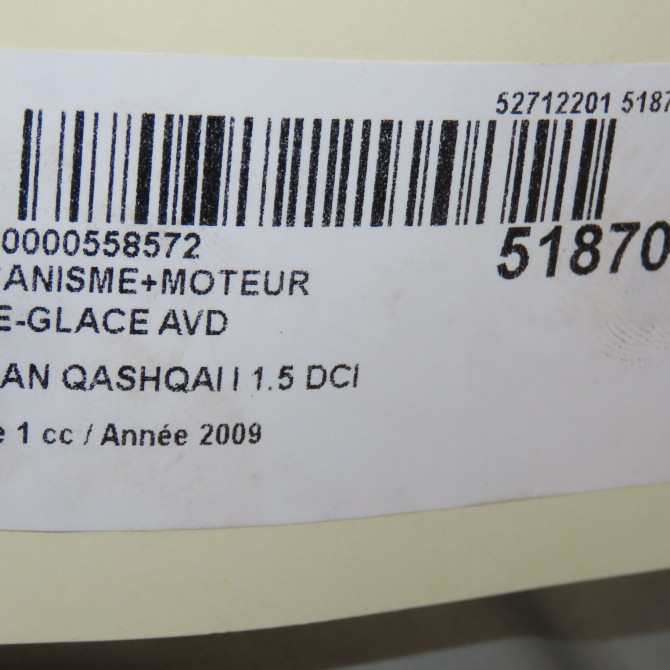 52712201 5187
0000558572
51870
ANISME+MOTEUR
E-GLACE AVD
AN QASHQAI I 1.5 DCI
e 1 cc / Année 2009